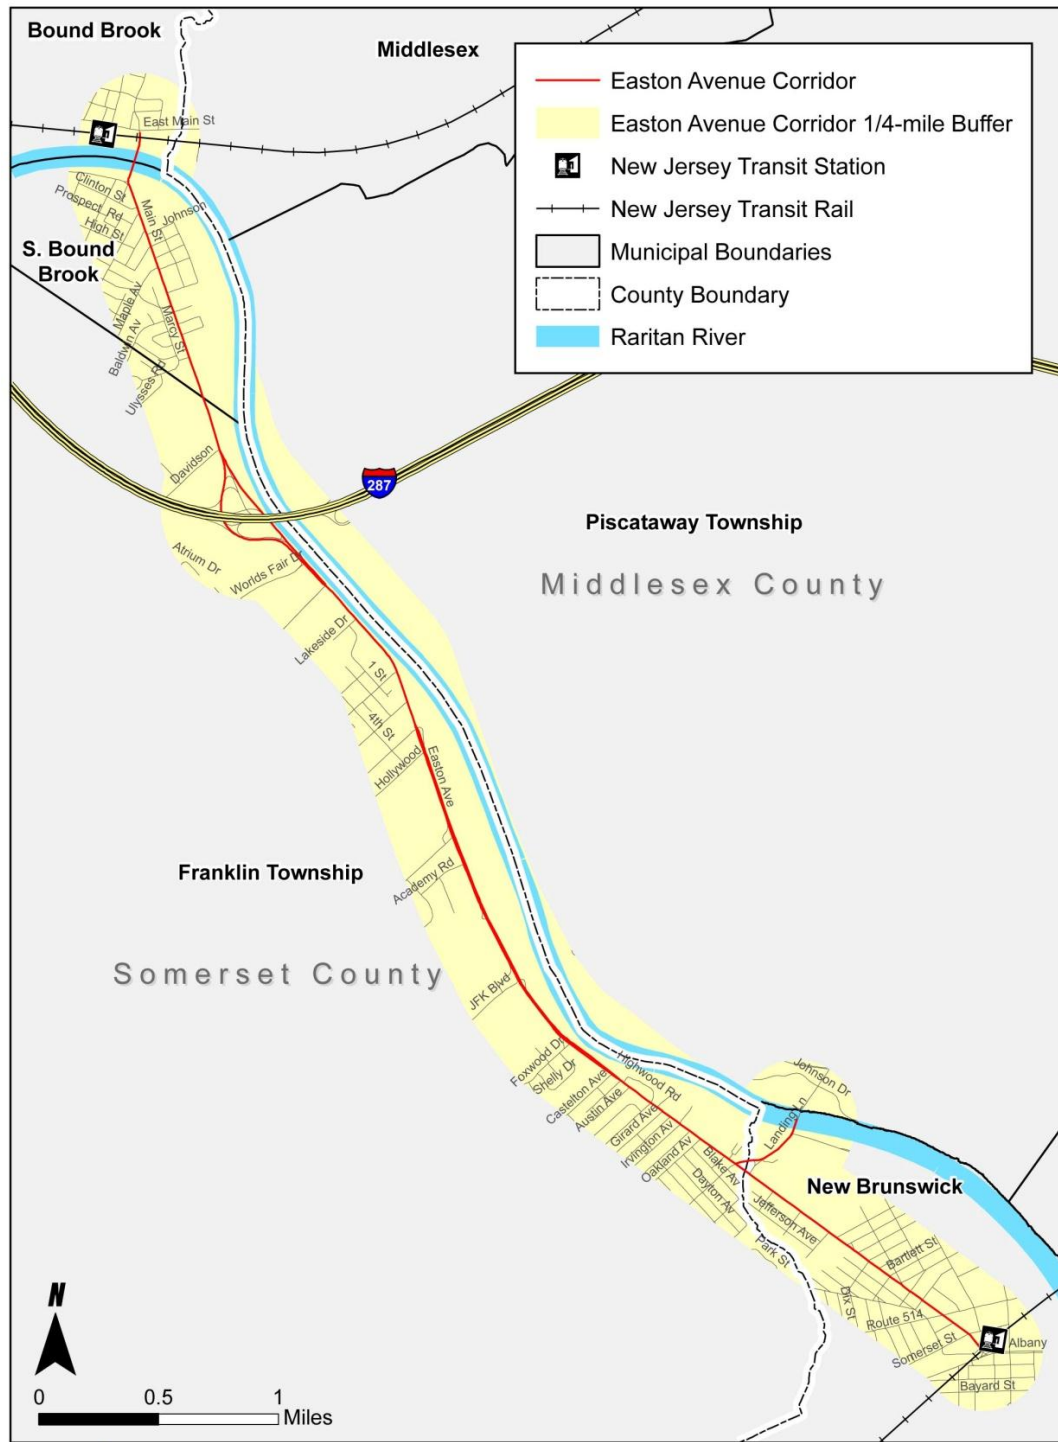 Bound Brook
Middlesex
Easton Avenue Corridor
Easton Avenue Corridor 1/4-mile Buffer
New Jersey Transit Station
New Jersey Transit Rail
Municipal Boundaries
County Boundary
Raritan River
East Main St
Clinton St
Prospect Rd
High St
Main St
Johnson
S. Bound
Brook
Maple Av
Baldwin Av
Marcy St
Ulysses Rd
Davidson
287
Piscataway Township
Middlesex County
Atrium Dr
Worlds Fair Dr
Lakeside Dr
1 St
4th St
Hollywood
Easton Ave
Franklin Township
Academy Rd
Somerset County
JFK Blvd
Foxwood Dr
Shelly Dr
Castelton Ave
Austin Ave
Highwood Rd
Girard Ave
Irvington Av
Oakland Av
Johnson Dr
Landing Ln
Blake Av
Dayton Av
New Brunswick
Jefferson Ave
Park St
Bartlett St
Dix St
Route 514
Somerset St
Albany
Bayard St
N
0 0.5 1
Miles